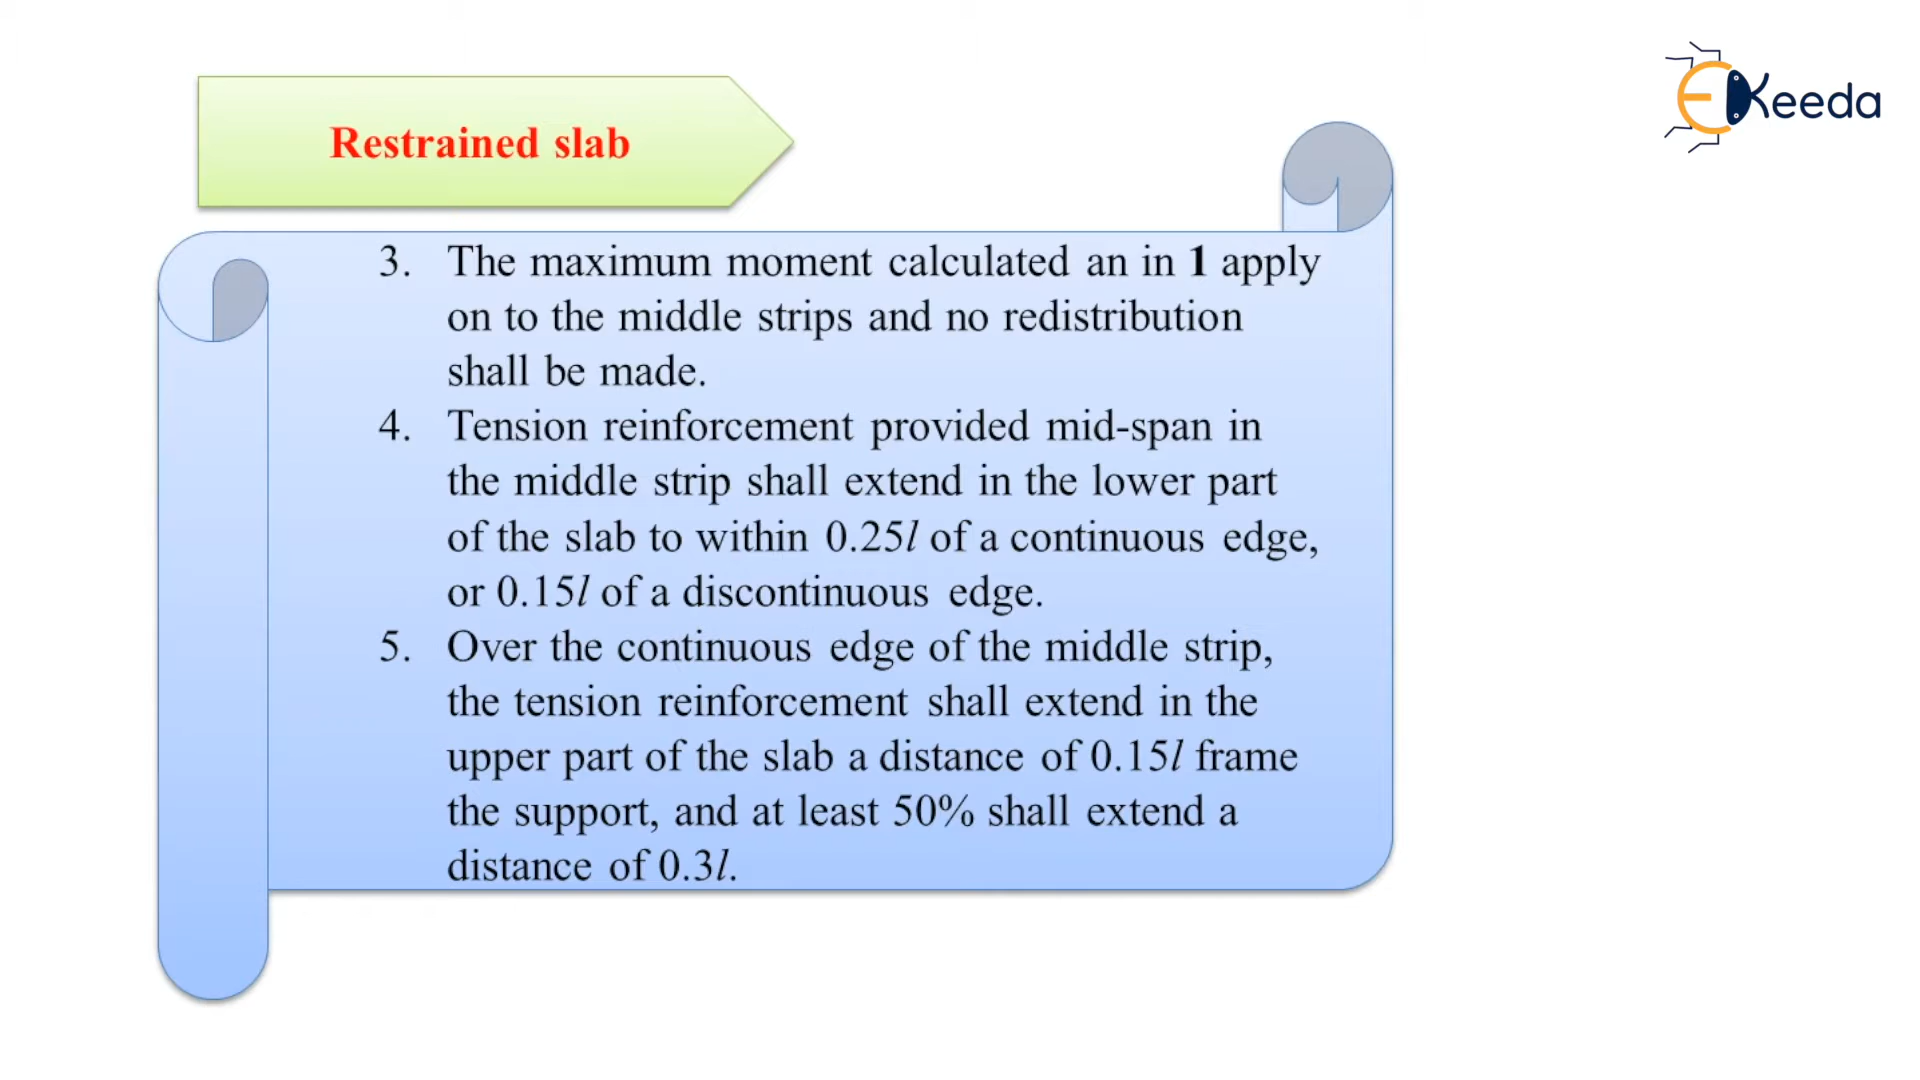 EKeeda
Restrained slab
3. The maximum moment calculated an in 1 apply
on to the middle strips and no redistribution
shall be made.
4. Tension reinforcement provided mid-span in
the middle strip shall extend in the lower part
of the slab to within 0.25l of a continuous edge,
or 0.15l of a discontinuous edge.
5. Over the continuous edge of the middle strip,
the tension reinforcement shall extend in the
upper part of the slab a distance of 0.15l frame
the support, and at least 50% shall extend a
distance of 0.3l.